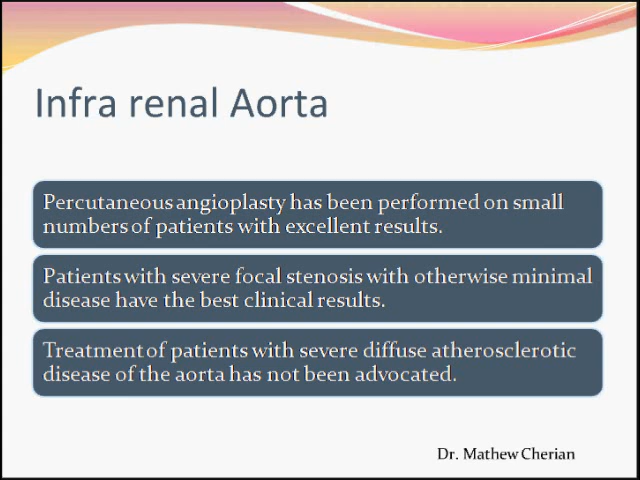 Infra renal Aorta
Percutaneous angioplasty has been performed on small
numbers of patients with excellent results.
Patients with severe focal stenosis with otherwise minimal
disease have the best clinical results.
Treatment of patients with severe diffuse atherosclerotic
disease of the aorta has not been advocated.
Dr. Mathew Cherian